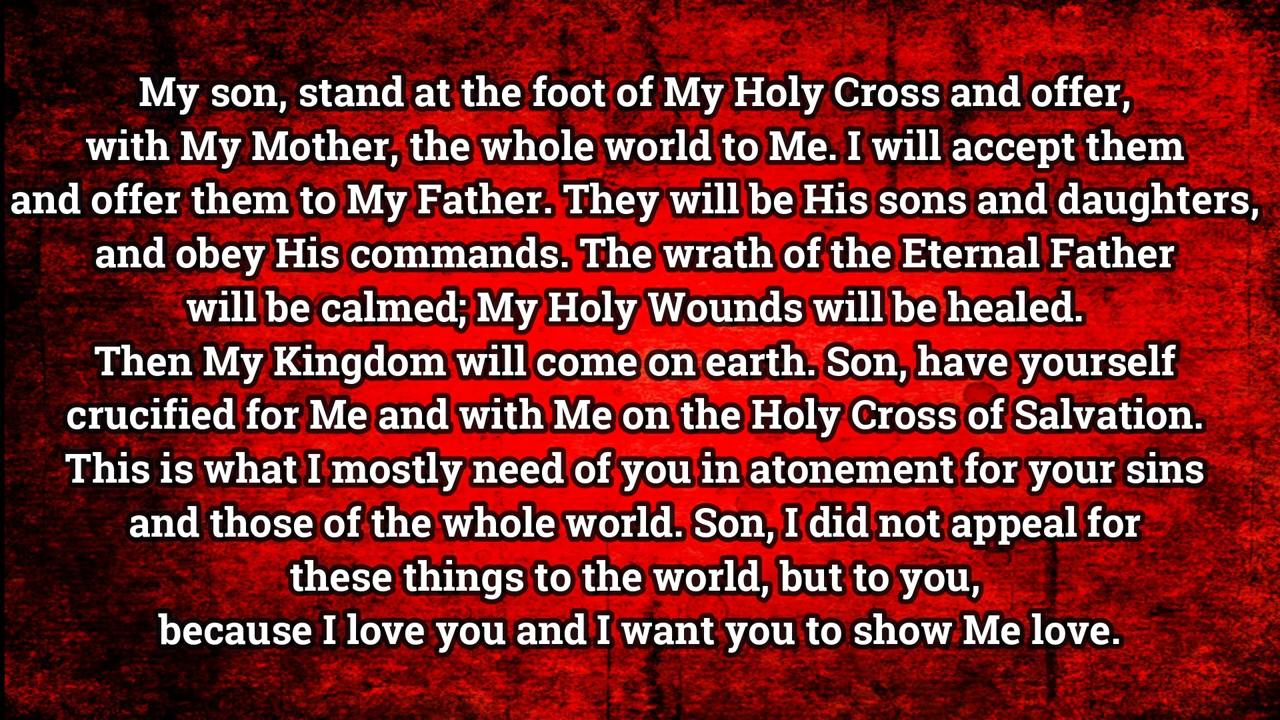 My son, stand at the foot of My Holy Cross and offer,
with My Mother, the whole world to Me. I will accept them
and offer them to My Father. They will be His sons and daughters,
and obey His commands. The wrath of the Eternal Father
will be calmed; My Holy Wounds will be healed.
Then My Kingdom will come on earth. Son, have yourself
crucified for Me and with Me on the Holy Cross of Salvation.
This is what I mostly need of you in atonement for your sins
and those of the whole world. Son, I did not appeal for
these things to the world, but to you,
because I love you and I want you to show Me love.